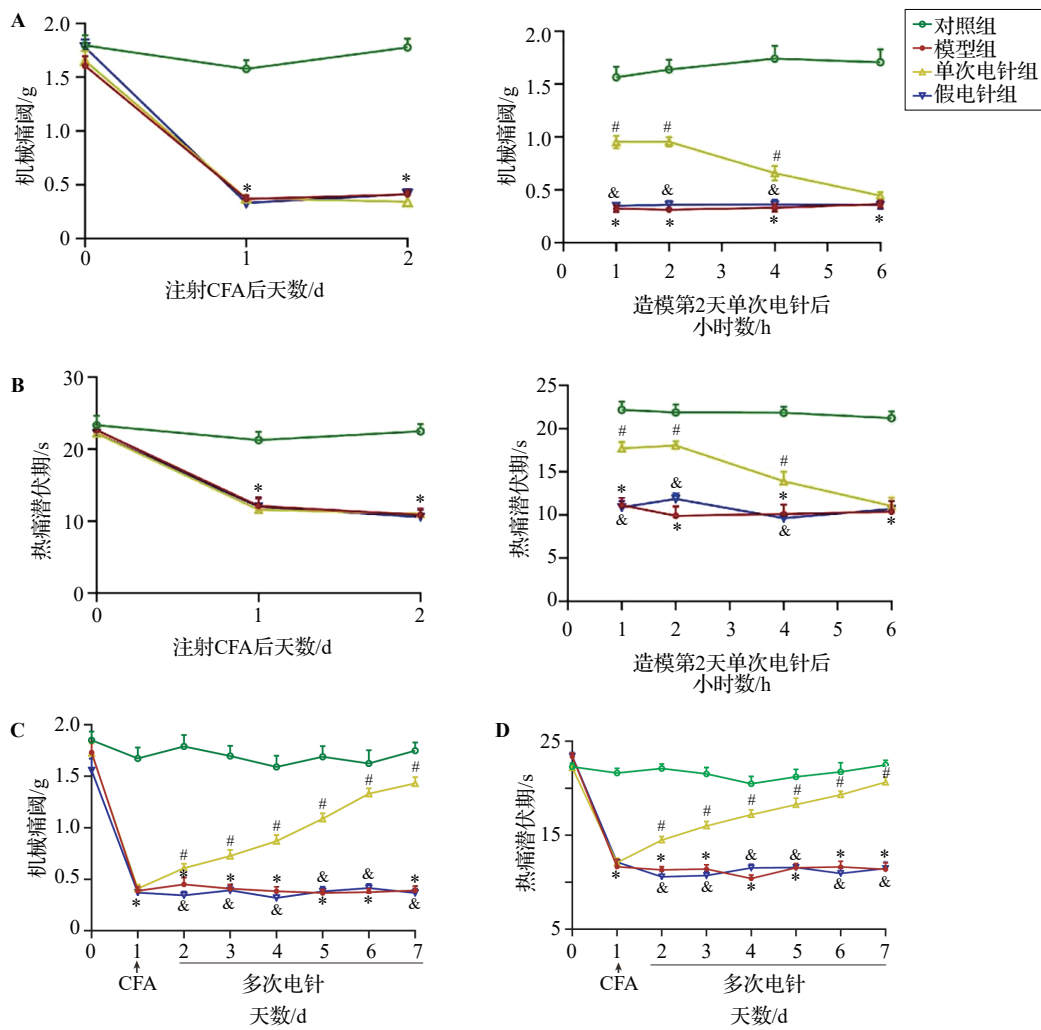 A
机械痛阈/g
2.0
1.5
1.0
0.5
0
* *
0 1 2
注射CFA后天数/d
机械痛阈/g
2.0
1.5
1.0
0.5
0
# # #
& & &
* * * *
0 1 2 3 4 5 6
造模第2天单次电针后
小时数/h
对照组
模型组
单次电针组
假电针组
B
热痛潜伏期/s
30
20
10
0
* *
0 1 2
注射CFA后天数/d
热痛潜伏期/s
25
20
15
10
5
0
# # #
* & *
& * & *
0 1 2 3 4 5 6
造模第2天单次电针后
小时数/h
C
机械痛阈/g
2.0
1.5
1.0
0.5
0
# # # # # #
* * * & & *
* & & & * * &
0 1 2 3 4 5 6 7
CFA
多次电针
天数/d
D
热痛潜伏期/s
25
15
5
# # # # # #
* * & & * *
* & & * * & &
0 1 2 3 4 5 6 7
CFA
多次电针
天数/d